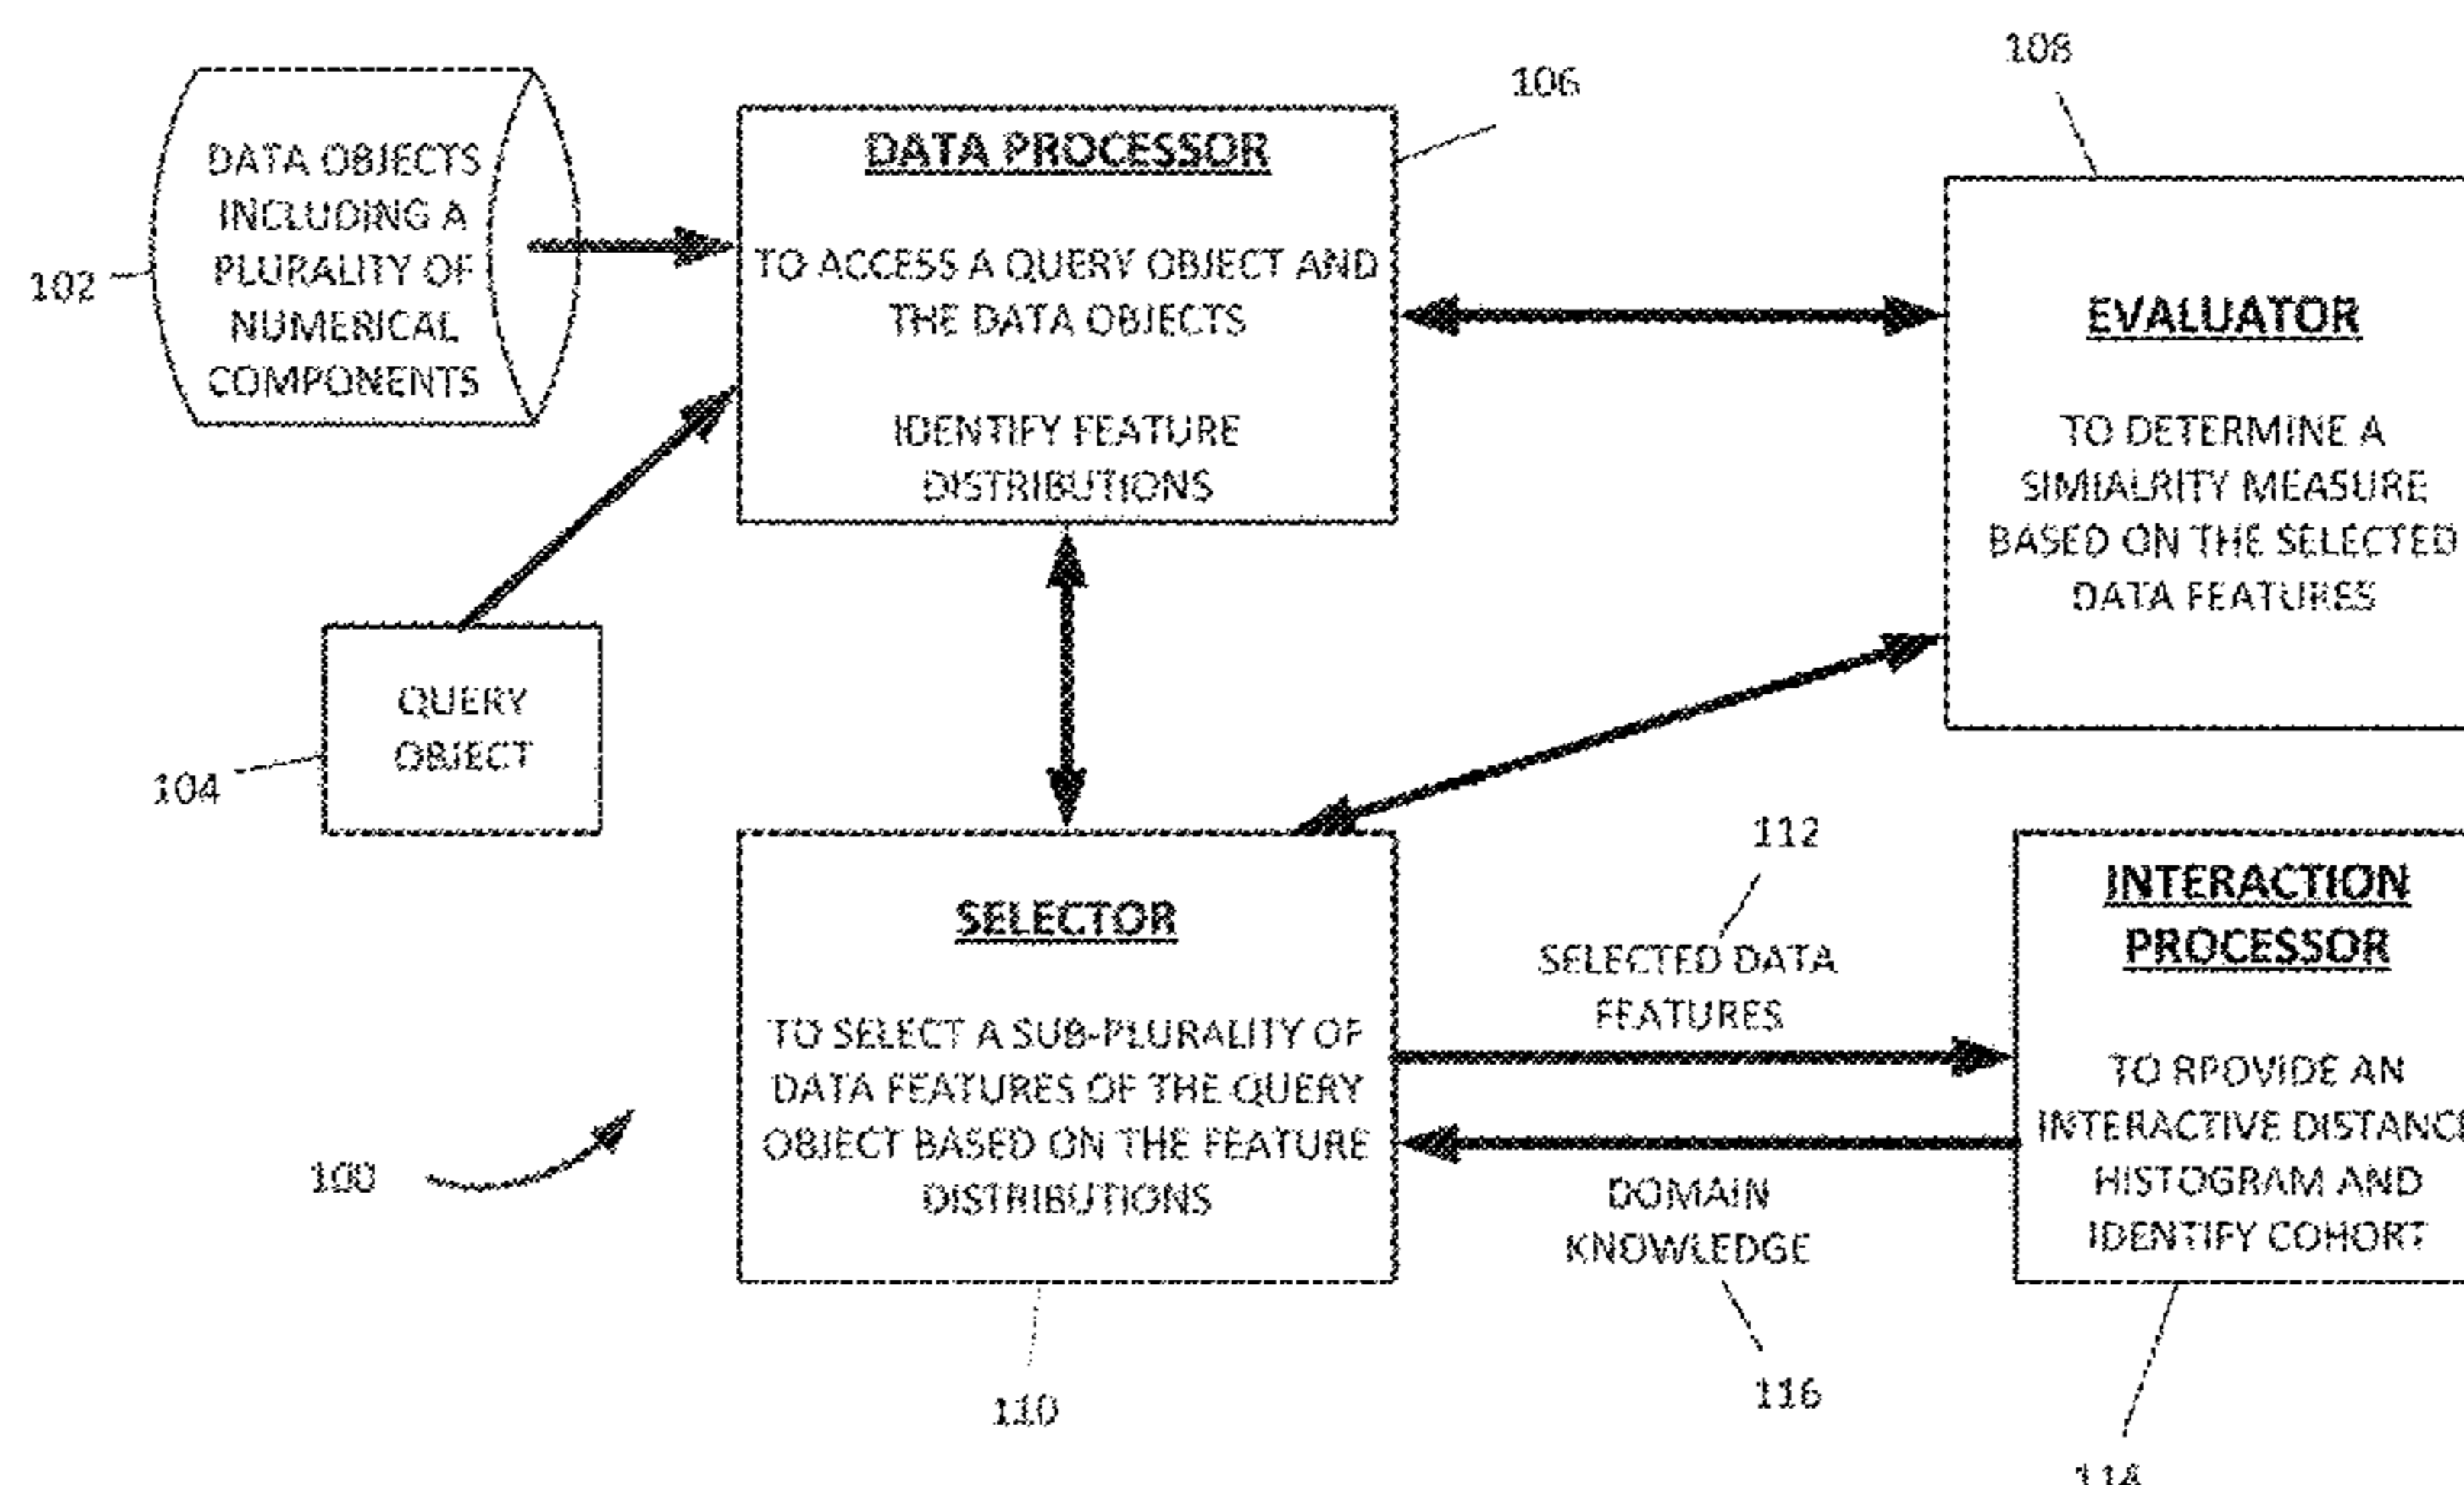 108
106
DATA PROCESSOR
DATA OBJECTS
INCLUDING A
PLURALITY OF
NUMERICAL
COMPONENTS
102
TO ACCESS A QUERY OBJECT AND
THE DATA OBJECTS
IDENTIFY FEATURE
DISTRIBUTIONS
EVALUATOR
TO DETERMINE A
SIMIALRITY MEASURE
BASED ON THE SELECTED
DATA FEATURES
QUERY
OBJECT
104
SELECTOR
TO SELECT A SUB-PLURALITY OF
DATA FEATURES OF THE QUERY
OBJECT BASED ON THE FEATURE
DISTRIBUTIONS
112
SELECTED DATA
FEATURES
DOMAIN
KNOWLEDGE
116
INTERACTION
PROCESSOR
TO RPOVIDE AN
INTERACTIVE DISTANCE
HISTOGRAM AND
IDENTIFY COHORT
100
110
114